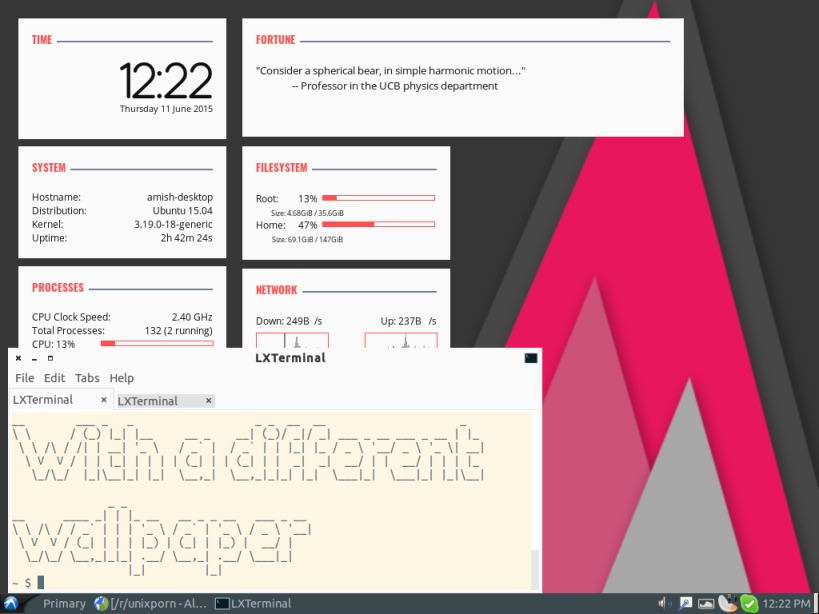 TIME
12:22
Thursday 11 June 2015
FORTUNE
"Consider a spherical bear, in simple harmonic motion..."
-- Professor in the UCB physics department
SYSTEM
Hostname: amish-desktop
Distribution: Ubuntu 15.04
Kernel: 3.19.0-18-generic
Uptime: 2h 42m 24s
FILESYSTEM
Root: 13%
Size: 4.68GiB / 35.6GiB
Home: 47%
Size: 69.1GiB / 147GiB
PROCESSES
CPU Clock Speed: 2.40 GHz
Total Processes: 132 (2 running)
CPU: 13%
NETWORK
Down: 249B /s Up: 237B /s
LXTerminal
File Edit Tabs Help
LXTerminal × LXTerminal ×
with a different
wallpaper
~ $
Primary [/r/unixporn - Al... LXTerminal 12:22 PM